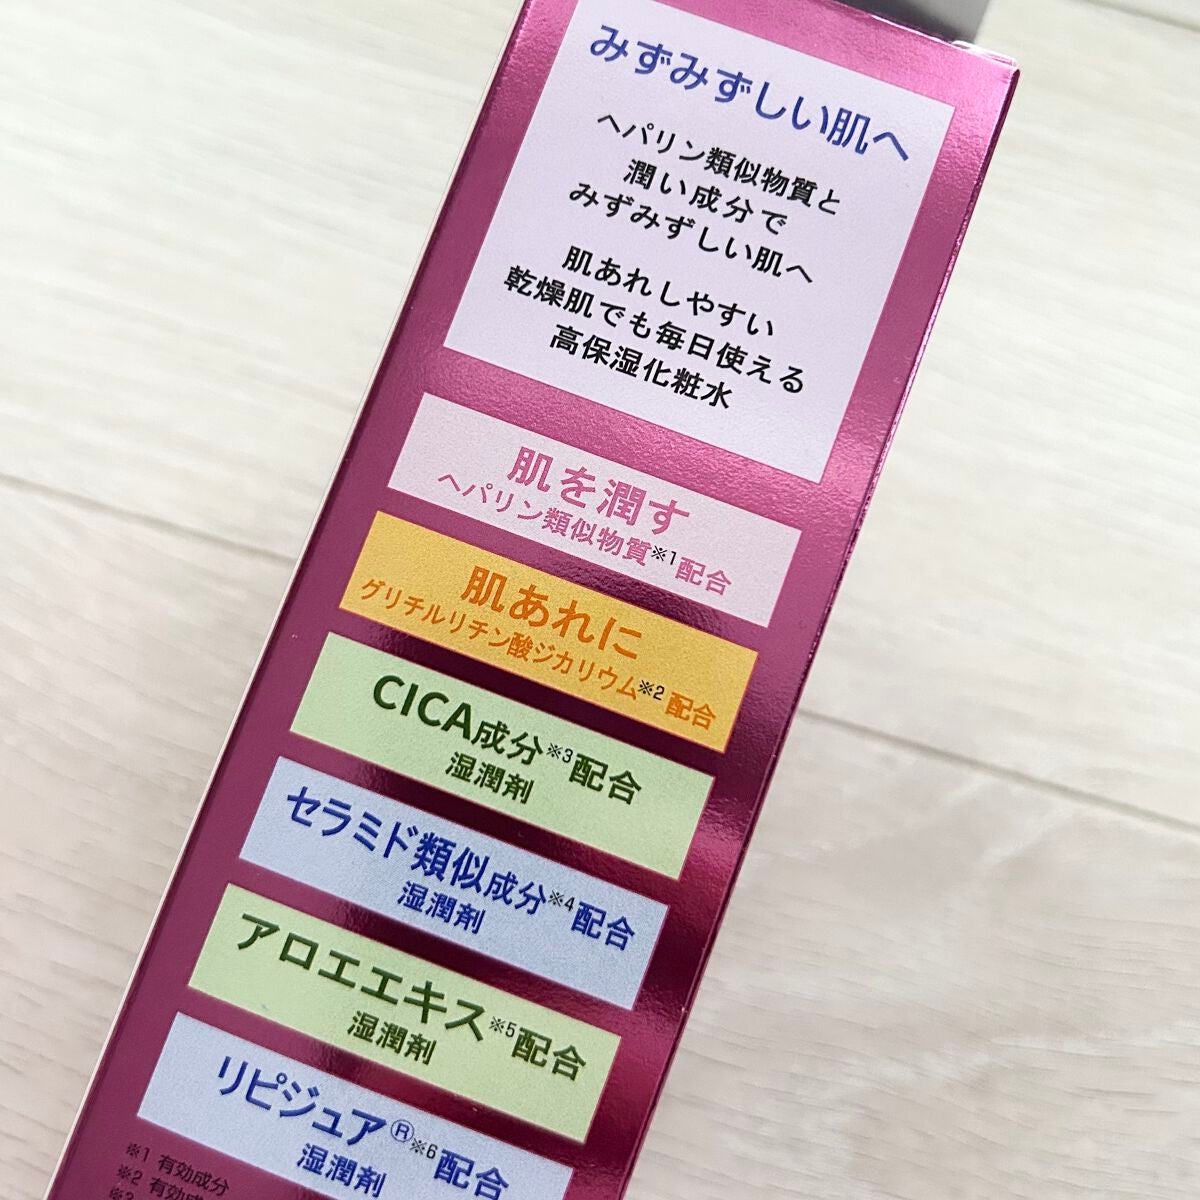 みずみずしい肌へ
ヘパリン類似物質と
潤い成分で
みずみずしい肌へ
肌あれしやすい
乾燥肌でも毎日使える
高保湿化粧水
肌を潤す
ヘパリン類似物質※1配合
肌あれに
グリチルリチン酸ジカリウム※2配合
CICA成分※3配合
湿潤剤
セラミド類似成分※4配合
湿潤剤
アロエエキス※5配合
湿潤剤
リピジュア®※6配合
湿潤剤
※1 有効成分
※2 有効成
※3